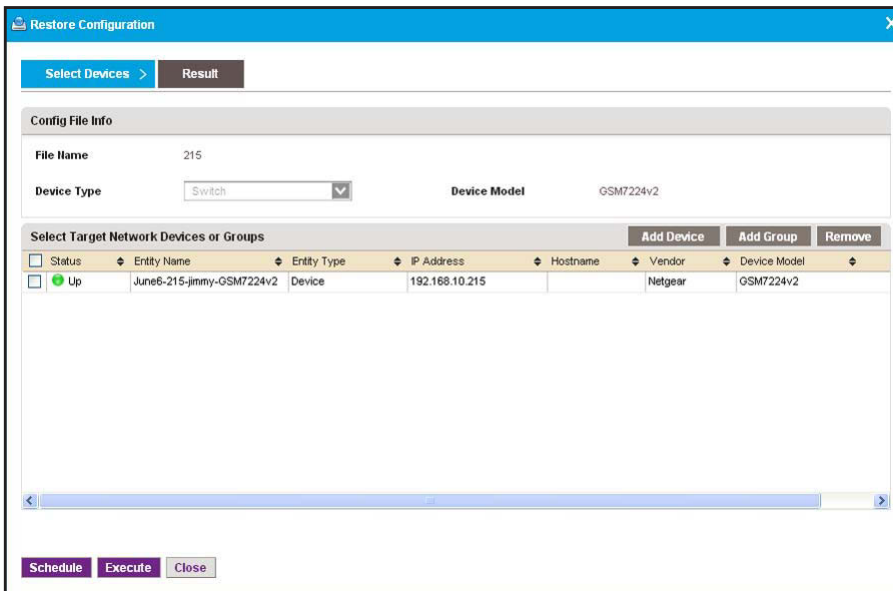 Restore Configuration
Select Devices > Result
Config File Info
File Name 215
Device Type Switch Device Model GSM7224v2
Select Target Network Devices or Groups Add Device Add Group Remove
Status Entity Name Entity Type IP Address Hostname Vendor Device Model
Up June6-215-jimmy-GSM7224v2 Device 192.168.10.215 Netgear GSM7224v2
Schedule Execute Close